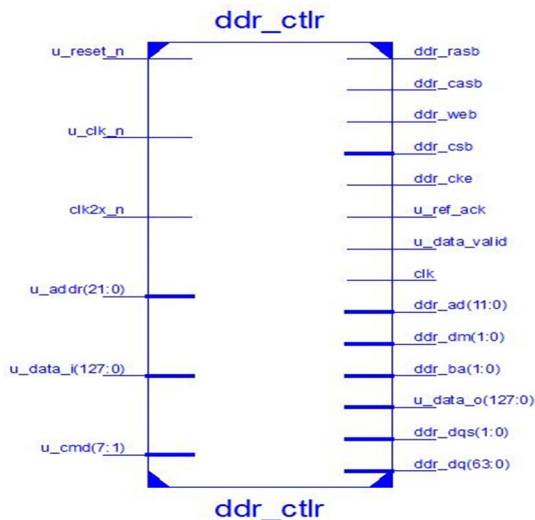 ddr_ctlr
u_reset_n
u_clk_n
clk2x_n
u_addr(21:0)
u_data_i(127:0)
u_cmd(7:1)
ddr_rasb
ddr_casb
ddr_web
ddr_csb
ddr_cke
u_ref_ack
u_data_valid
clk
ddr_ad(11:0)
ddr_dm(1:0)
ddr_ba(1:0)
u_data_o(127:0)
ddr_dqs(1:0)
ddr_dq(63:0)
ddr_ctlr